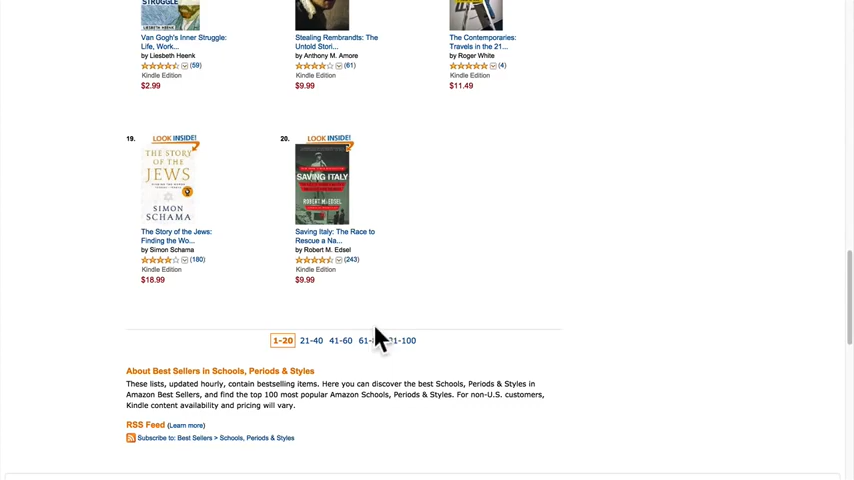 STRUGGLE
LIESBETH HEENK
Van Gogh's Inner Struggle:
Life, Work...
by Liesbeth Heenk
(59)
Kindle Edition
$2.99
Stealing Rembrandts: The
Untold Stori...
by Anthony M. Amore
(61)
Kindle Edition
$9.99
The Contemporaries:
Travels in the 21...
by Roger White
(4)
Kindle Edition
$11.49
19.
LOOK INSIDE!
THE STORY
OF THE
JEWS
SIMON
SCHAMA
The Story of the Jews:
Finding the Wo...
by Simon Schama
(180)
Kindle Edition
$18.99
20.
LOOK INSIDE!
SAVING ITALY
ROBERT M. EDSEL
Saving Italy: The Race to
Rescue a Na...
by Robert M. Edsel
(243)
Kindle Edition
$9.99
1-20 21-40 41-60 61- 1-100
About Best Sellers in Schools, Periods & Styles
These lists, updated hourly, contain bestselling items. Here you can discover the best Schools, Periods & Styles in
Amazon Best Sellers, and find the top 100 most popular Amazon Schools, Periods & Styles. For non-U.S. customers,
Kindle content availability and pricing will vary.
RSS Feed (Learn more)
Subscribe to: Best Sellers > Schools, Periods & Styles